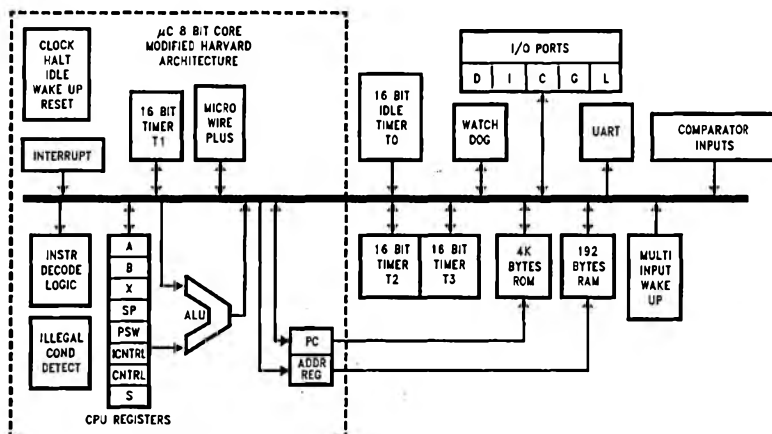 μC 8 BIT CORE
MODIFIED HARVARD
ARCHITECTURE
CLOCK
HALT
IDLE
WAKE UP
RESET
INTERRUPT
16 BIT
TIMER
T1
MICRO
WIRE
PLUS
16 BIT
IDLE
TIMER
T0
WATCH
DOG
I/O PORTS
D I C G L
UART
COMPARATOR
INPUTS
INSTR
DECODE
LOGIC
ILLEGAL
COND
DETECT
A
B
X
SP
PSW
ICNTRL
CNTRL
S
CPU REGISTERS
ALU
PC
ADDR
REG
16 BIT
TIMER
T2
16 BIT
TIMER
T3
4K
BYTES
ROM
192
BYTES
RAM
MULTI
INPUT
WAKE
UP